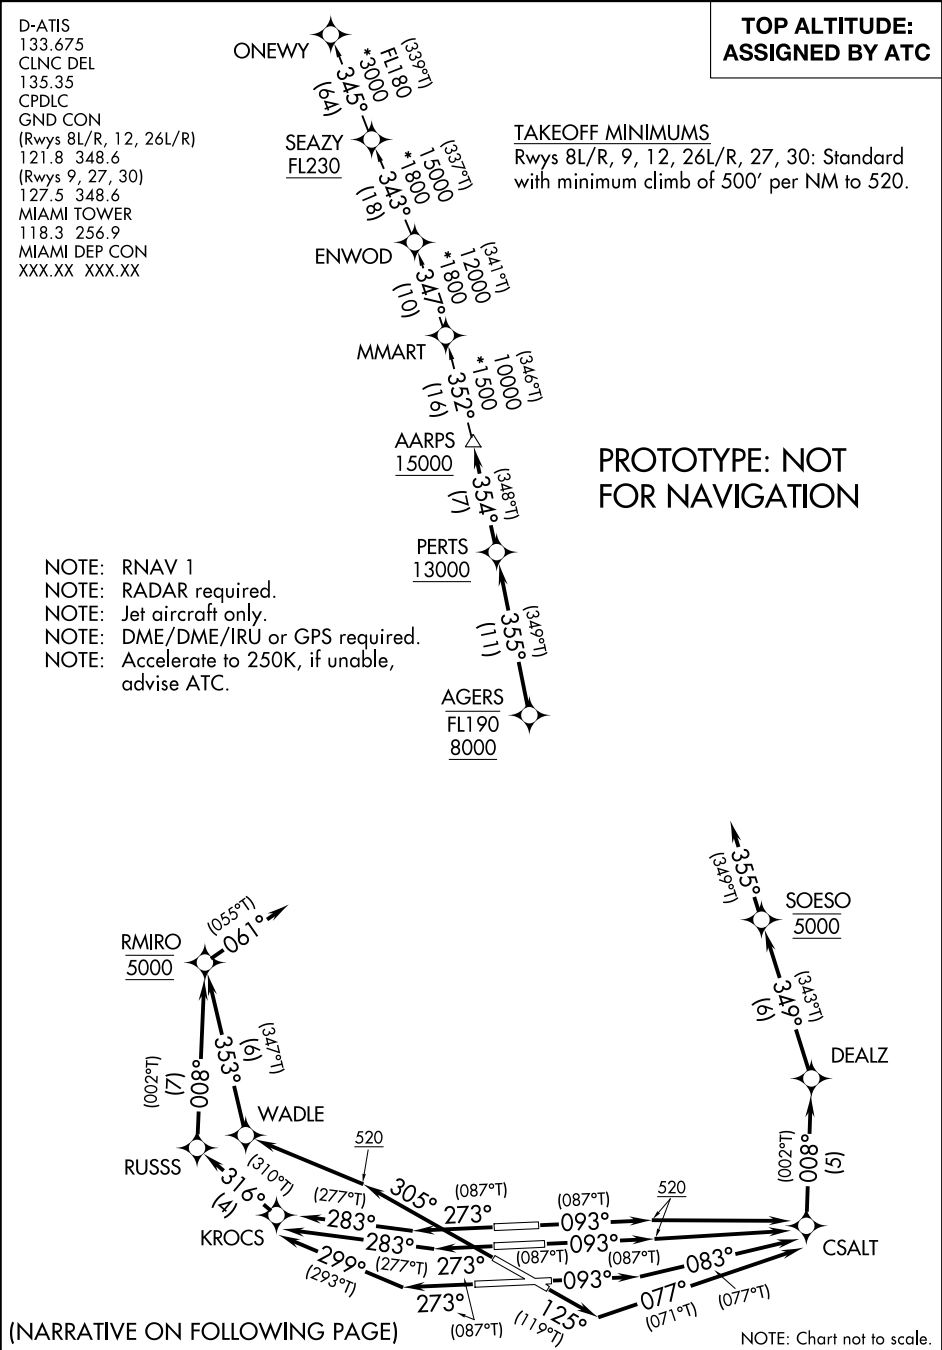 D-ATIS
133.675
CLNC DEL
135.35
CPDLC
GND CON
(Rwys 8L/R, 12, 26L/R)
121.8 348.6
(Rwys 9, 27, 30)
127.5 348.6
MIAMI TOWER
118.3 256.9
MIAMI DEP CON
XXX.XX XXX.XX
TOP ALTITUDE:
ASSIGNED BY ATC
TAKEOFF MINIMUMS
Rwys 8L/R, 9, 12, 26L/R, 27, 30: Standard
with minimum climb of 500' per NM to 520.
ONEWY
(339°T)
FL180
*3000
345°
(64)
SEAZY
FL230
(337°T)
15000
*1800
343°
(18)
ENWOD
(341°T)
12000
*1800
347°
(10)
MMART
(346°T)
10000
*1500
352°
(16)
AARPS
15000
(348°T)
354°
(7)
PERTS
13000
(349°T)
355°
(11)
AGERS
FL190
8000
PROTOTYPE: NOT
FOR NAVIGATION
NOTE: RNAV 1
NOTE: RADAR required.
NOTE: Jet aircraft only.
NOTE: DME/DME/IRU or GPS required.
NOTE: Accelerate to 250K, if unable,
advise ATC.
355°
(349°T)
SOESO
5000
(343°T)
349°
(6)
DEALZ
(002°T)
008°
(5)
CSALT
(055°T)
061°
RMIRO
5000
(347°T)
(6)
353°
(002°T)
(7)
008°
WADLE
RUSSS
(310°T)
316°
(4)
KROCS
520
305°
(277°T)
283°
(087°T)
273°
(087°T)
093°
520
283°
(277°T)
273°
(087°T)
093°
(087°T)
299°
(293°T)
273°
(087°T)
093°
083°
(077°T)
125°
(119°T)
077°
(071°T)
(NARRATIVE ON FOLLOWING PAGE)
NOTE: Chart not to scale.